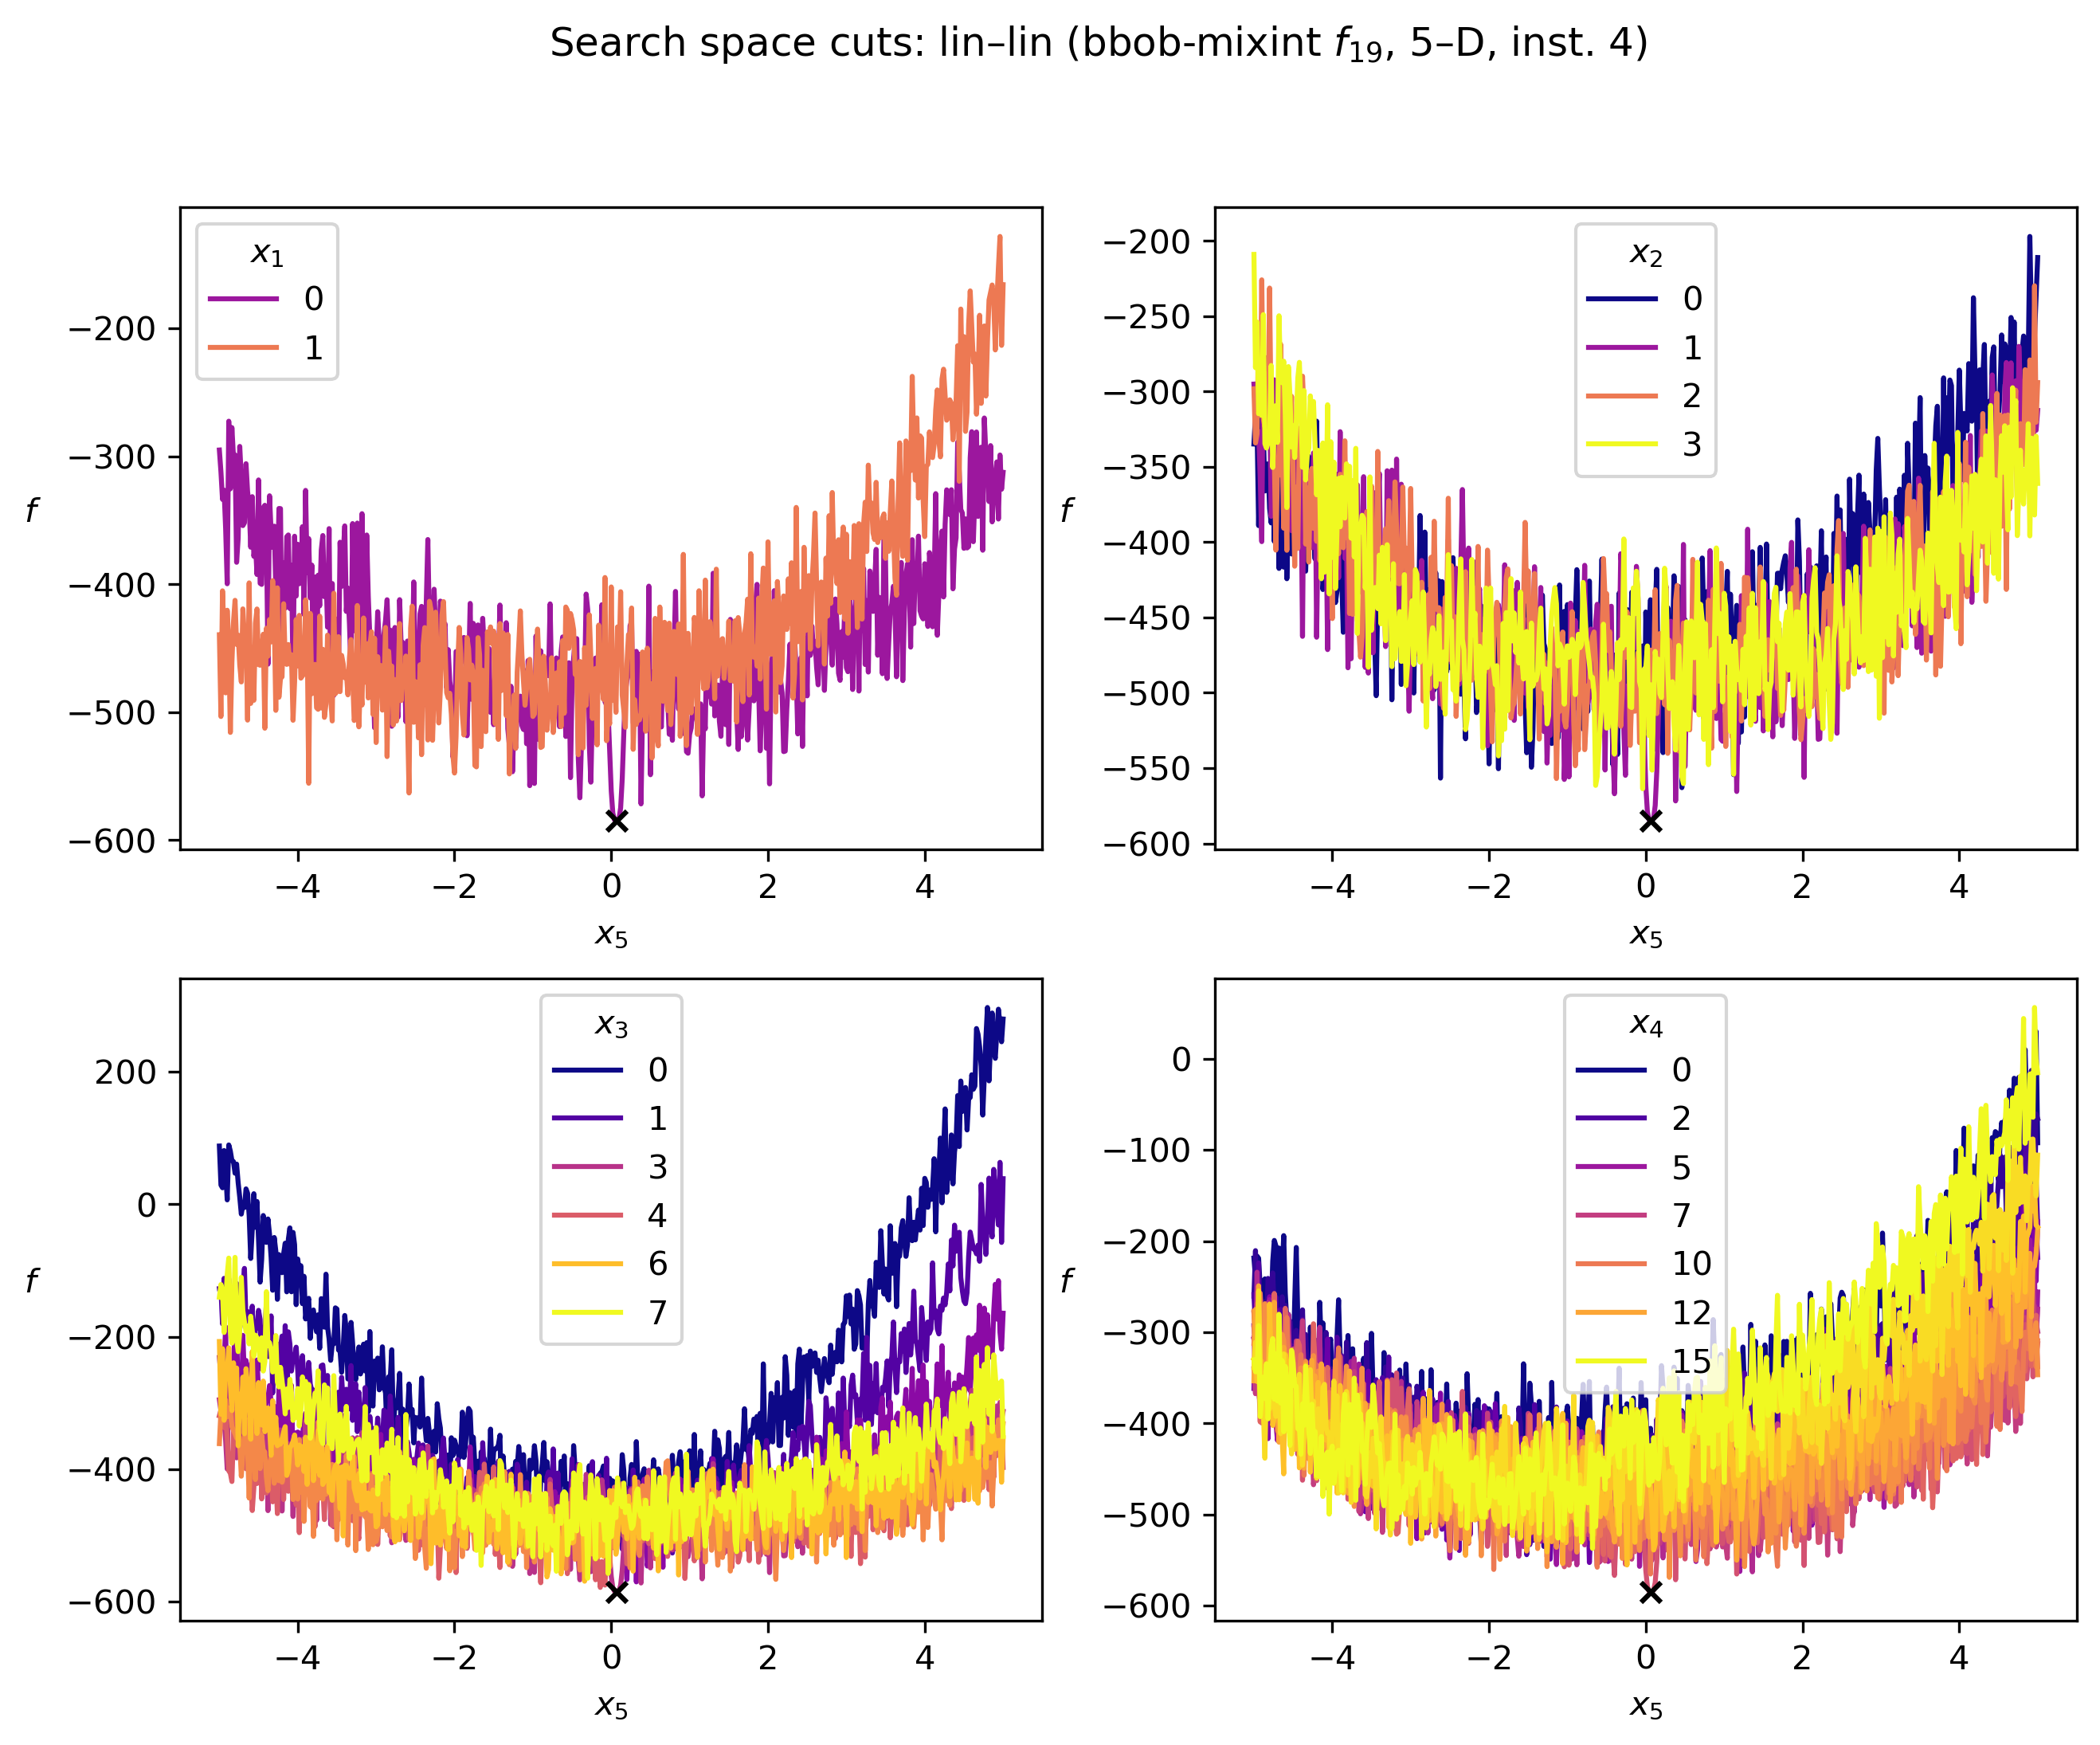 Search space cuts: lin–lin (bbob-mixint f19, 5–D, inst. 4)
x1
0
1
−200
−300
−400
−500
−600
f
−4 −2 0 2 4
x5
x2
0
1
2
3
−200
−250
−300
−350
−400
−450
−500
−550
−600
f
−4 −2 0 2 4
x5
x3
0
1
3
4
6
7
200
0
−200
−400
−600
f
−4 −2 0 2 4
x5
x4
0
2
5
7
10
12
15
0
−100
−200
−300
−400
−500
−600
f
−4 −2 0 2 4
x5